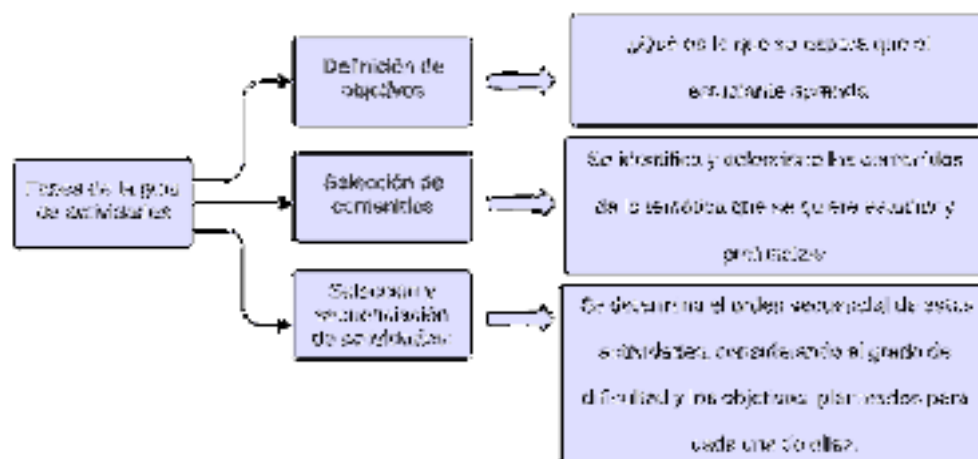 Fases de la guía
de actividades
Definición de
objetivos
¿Qué es lo que se espera que el
estudiante aprenda
Selección de
contenidos
Se identifica y selecciona los contenidos
de la temática que se quiere estudiar y
profundizar
Selección y
secuenciación
de actividades
Se determina el orden secuencial de estas
actividades, considerando el grado de
dificultad y los objetivos planteados para
cada una de ellas.